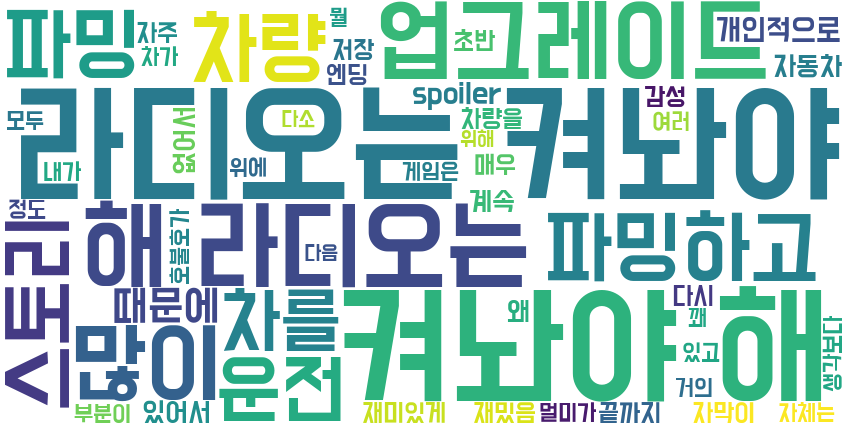 파밍
자주
차가
차량
뭘
저장
엔딩
업그레이드
초반
개인적으로
자동차
spoiler
감성
라디오는
켜놔야
모두
없어서
다소
차량을
위해
여러
내가
위에
게임은
매우
계속
정도
스토리
해
호불호가
라디오는
다음
파밍하고
때문에
많이
차를
운전
켜놔야
해
왜
다시
꽤
있고
거의
생각보다
부분이
있어서
재미있게
재밌음
멀미가
끝까지
자막이
자체는